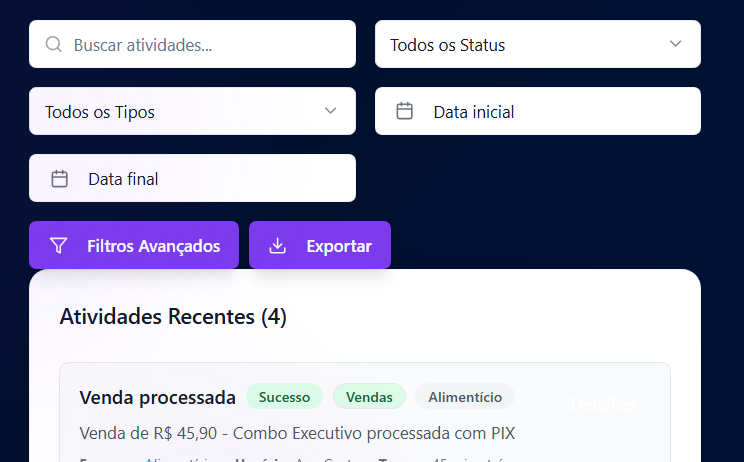 Buscar atividades...
Todos os Status
Todos os Tipos
Data inicial
Data final
Filtros Avançados
Exportar
Atividades Recentes (4)
Venda processada Sucesso Vendas Alimentício
Detalhes
Venda de R$ 45,90 - Combo Executivo processada com PIX